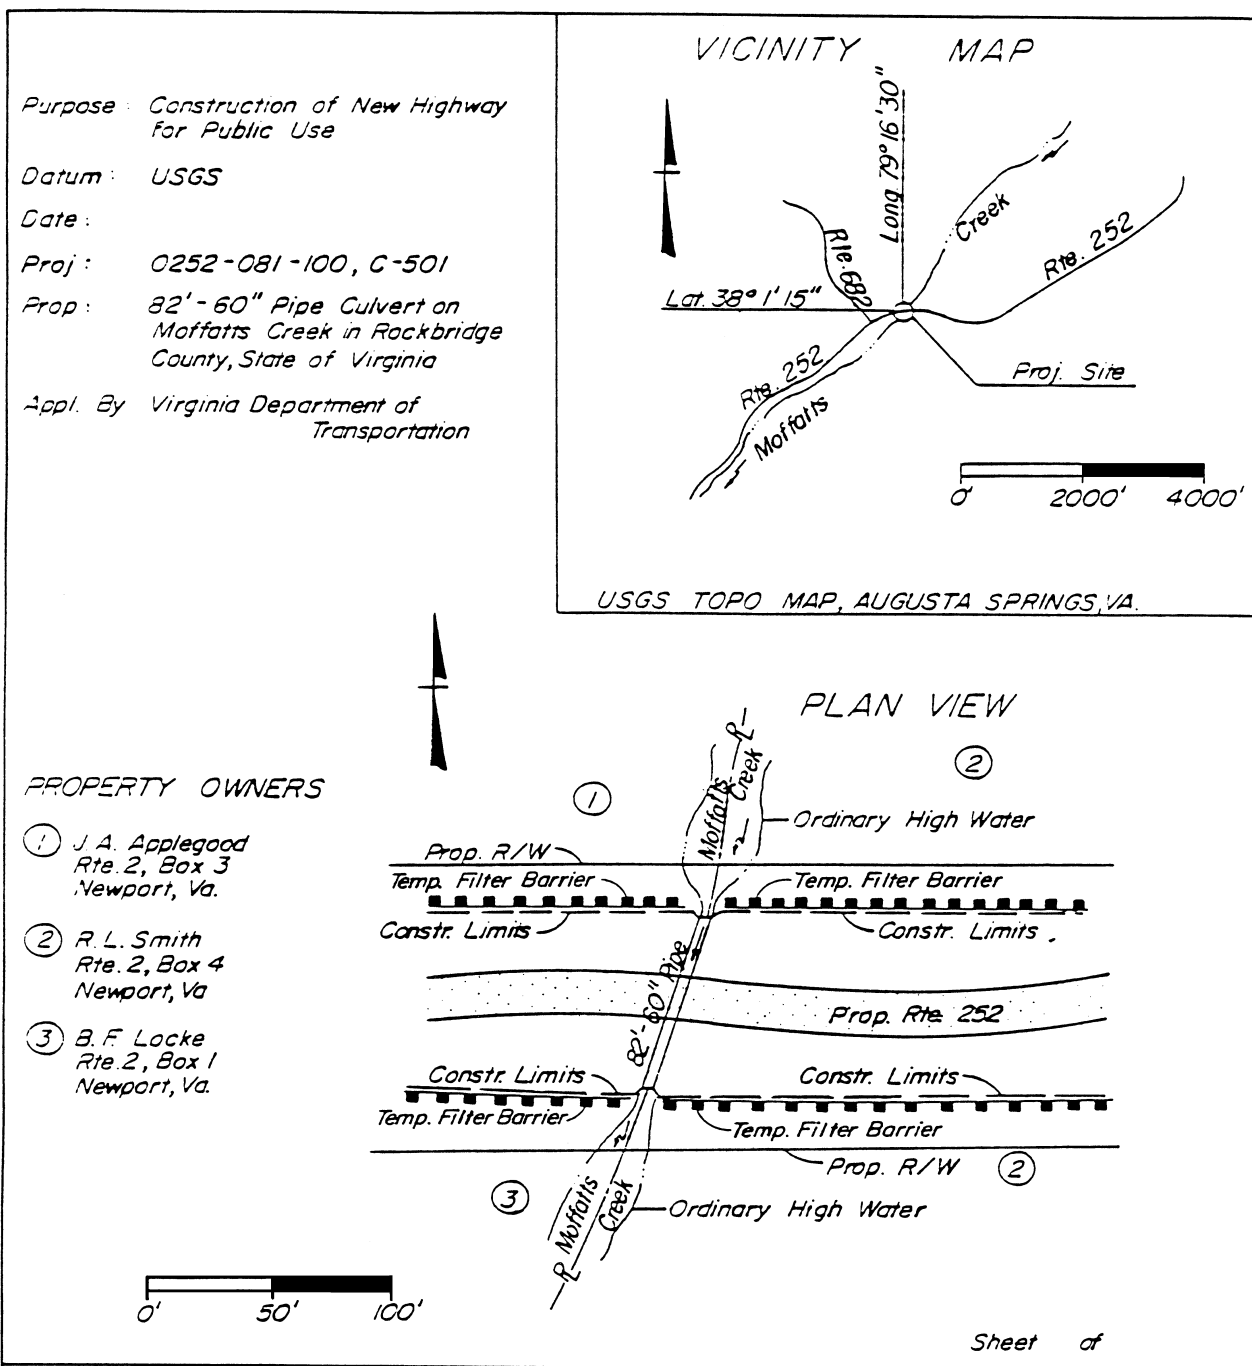 Purpose : Construction of New Highway
for Public Use
Datum : USGS
Date :
Proj : 0252-081-100, C-501
Prop : 82'-60" Pipe Culvert on
Moffatts Creek in Rockbridge
County, State of Virginia
Appl. By Virginia Department of
Transportation
VICINITY MAP
Long. 79° 16' 30"
Creek
Rte. 252
Rte. 682
Lat. 38° 1' 15"
Rte. 252
Moffatts
Proj. Site
0' 2000' 4000'
USGS TOPO MAP, AUGUSTA SPRINGS, VA.
PLAN VIEW
PROPERTY OWNERS
1 J. A. Applegood
Rte. 2, Box 3
Newport, Va.
2 R. L. Smith
Rte. 2, Box 4
Newport, Va
3 B. F. Locke
Rte. 2, Box 1
Newport, Va.
1
2
Moffatts
Creek
Ordinary High Water
Prop. R/W
Temp. Filter Barrier
Temp. Filter Barrier
Constr. Limits
Constr. Limits
82'-60" Pipe
Prop. Rte 252
Constr. Limits
Constr. Limits
Temp. Filter Barrier
Temp. Filter Barrier
Prop. R/W
2
3
Moffatts
Creek
Ordinary High Water
0' 50' 100'
Sheet of